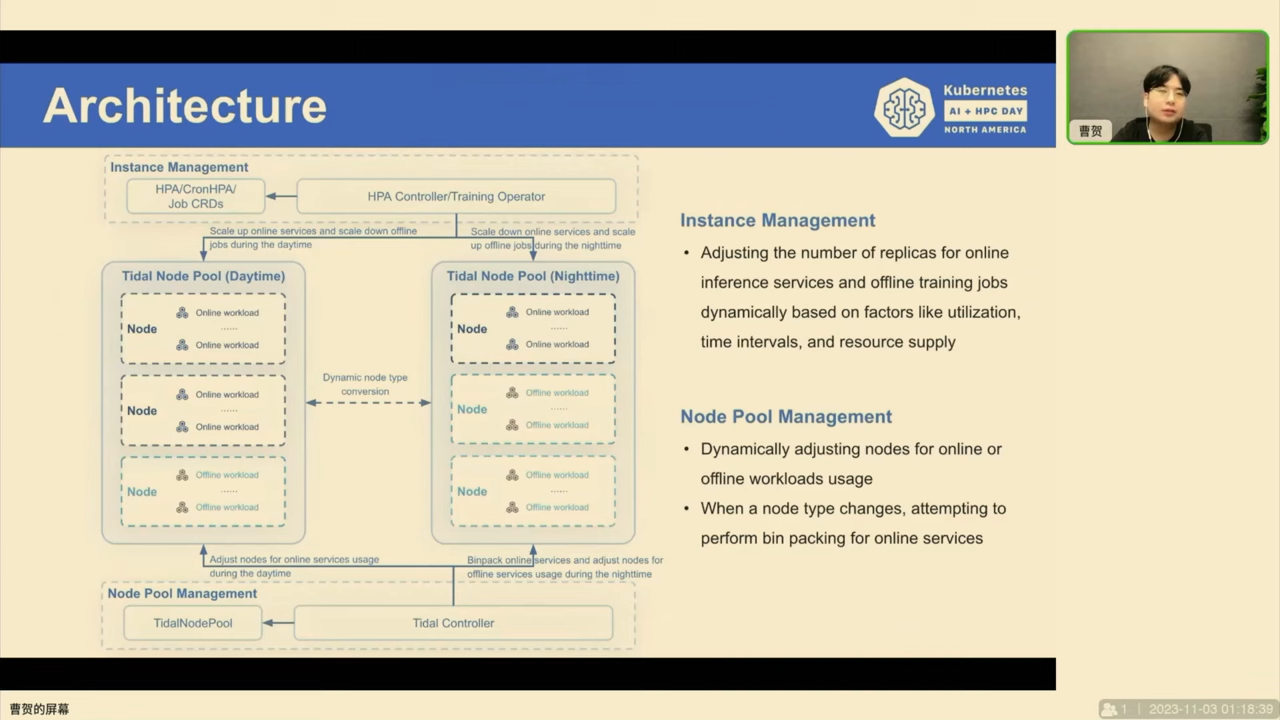 Architecture
Kubernetes
AI + HPC DAY
NORTH AMERICA
曹贺
Instance Management
HPA/CronHPA/
Job CRDs
HPA Controller/Training Operator
Scale up online services and scale down offline
jobs during the daytime
Scale down online services and scale
up offline jobs during the nighttime
Tidal Node Pool (Daytime)
Node
Online workload
......
Online workload
Node
Online workload
......
Online workload
Node
Offline workload
......
Offline workload
Dynamic node type
conversion
Tidal Node Pool (Nighttime)
Node
Online workload
......
Online workload
Node
Offline workload
......
Offline workload
Node
Offline workload
......
Offline workload
Adjust nodes for online services usage
during the daytime
Binpack online services and adjust nodes for
offline services usage during the nighttime
Node Pool Management
TidalNodePool
Tidal Controller
Instance Management
• Adjusting the number of replicas for online
inference services and offline training jobs
dynamically based on factors like utilization,
time intervals, and resource supply
Node Pool Management
• Dynamically adjusting nodes for online or
offline workloads usage
• When a node type changes, attempting to
perform bin packing for online services
曹贺的屏幕
1 | 2023-11-03 01:18:39